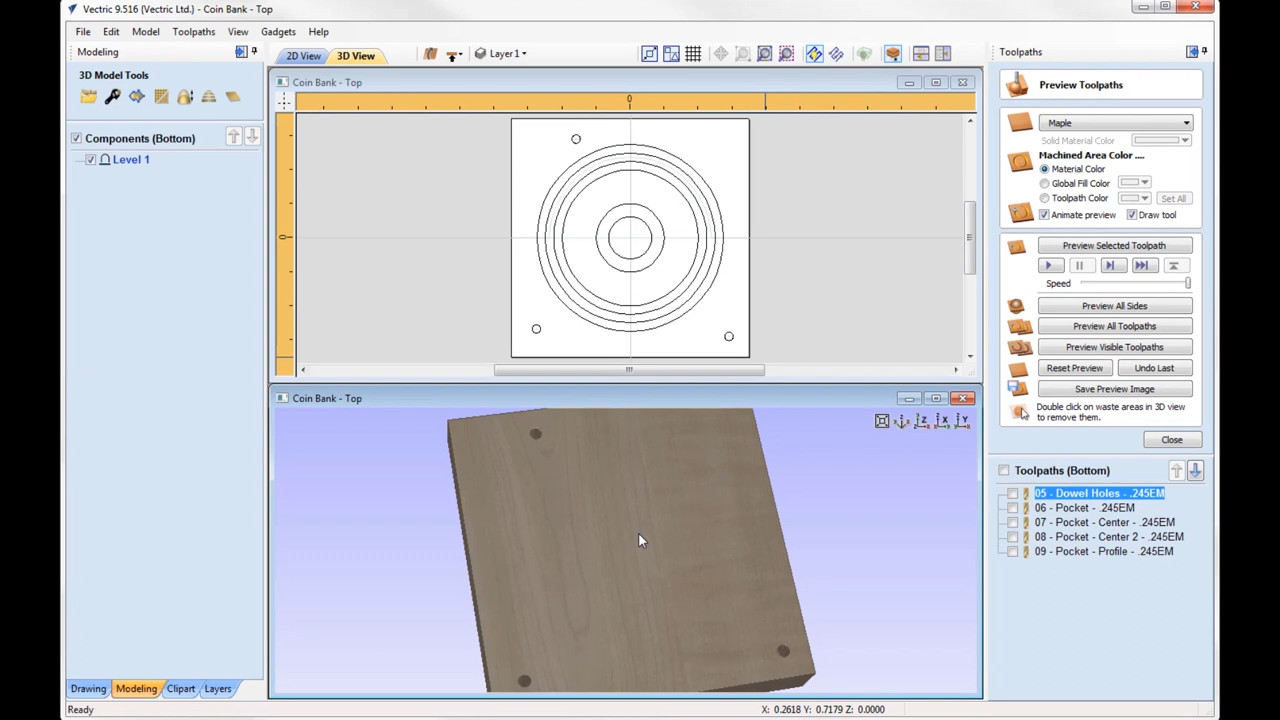 Vectric 9.516 (Vectric Ltd.) - Coin Bank - Top
File Edit Model Toolpaths View Gadgets Help
Modeling
3D Model Tools
Components (Bottom)
Level 1
2D View 3D View Layer 1
Coin Bank - Top
0
0
Coin Bank - Top
Z X Y
Toolpaths
Preview Toolpaths
Maple
Solid Material Color
Machined Area Color ....
Material Color
Global Fill Color
Toolpath Color Set All
Animate preview Draw tool
Preview Selected Toolpath
Speed
Preview All Sides
Preview All Toolpaths
Preview Visible Toolpaths
Reset Preview Undo Last
Save Preview Image
Double click on waste areas in 3D view
to remove them.
Close
Toolpaths (Bottom)
05 - Dowel Holes - .245EM
06 - Pocket - .245EM
07 - Pocket - Center - .245EM
08 - Pocket - Center 2 - .245EM
09 - Pocket - Profile - .245EM
Drawing Modeling Clipart Layers
Ready X: 0.2618 Y: 0.7179 Z: 0.0000